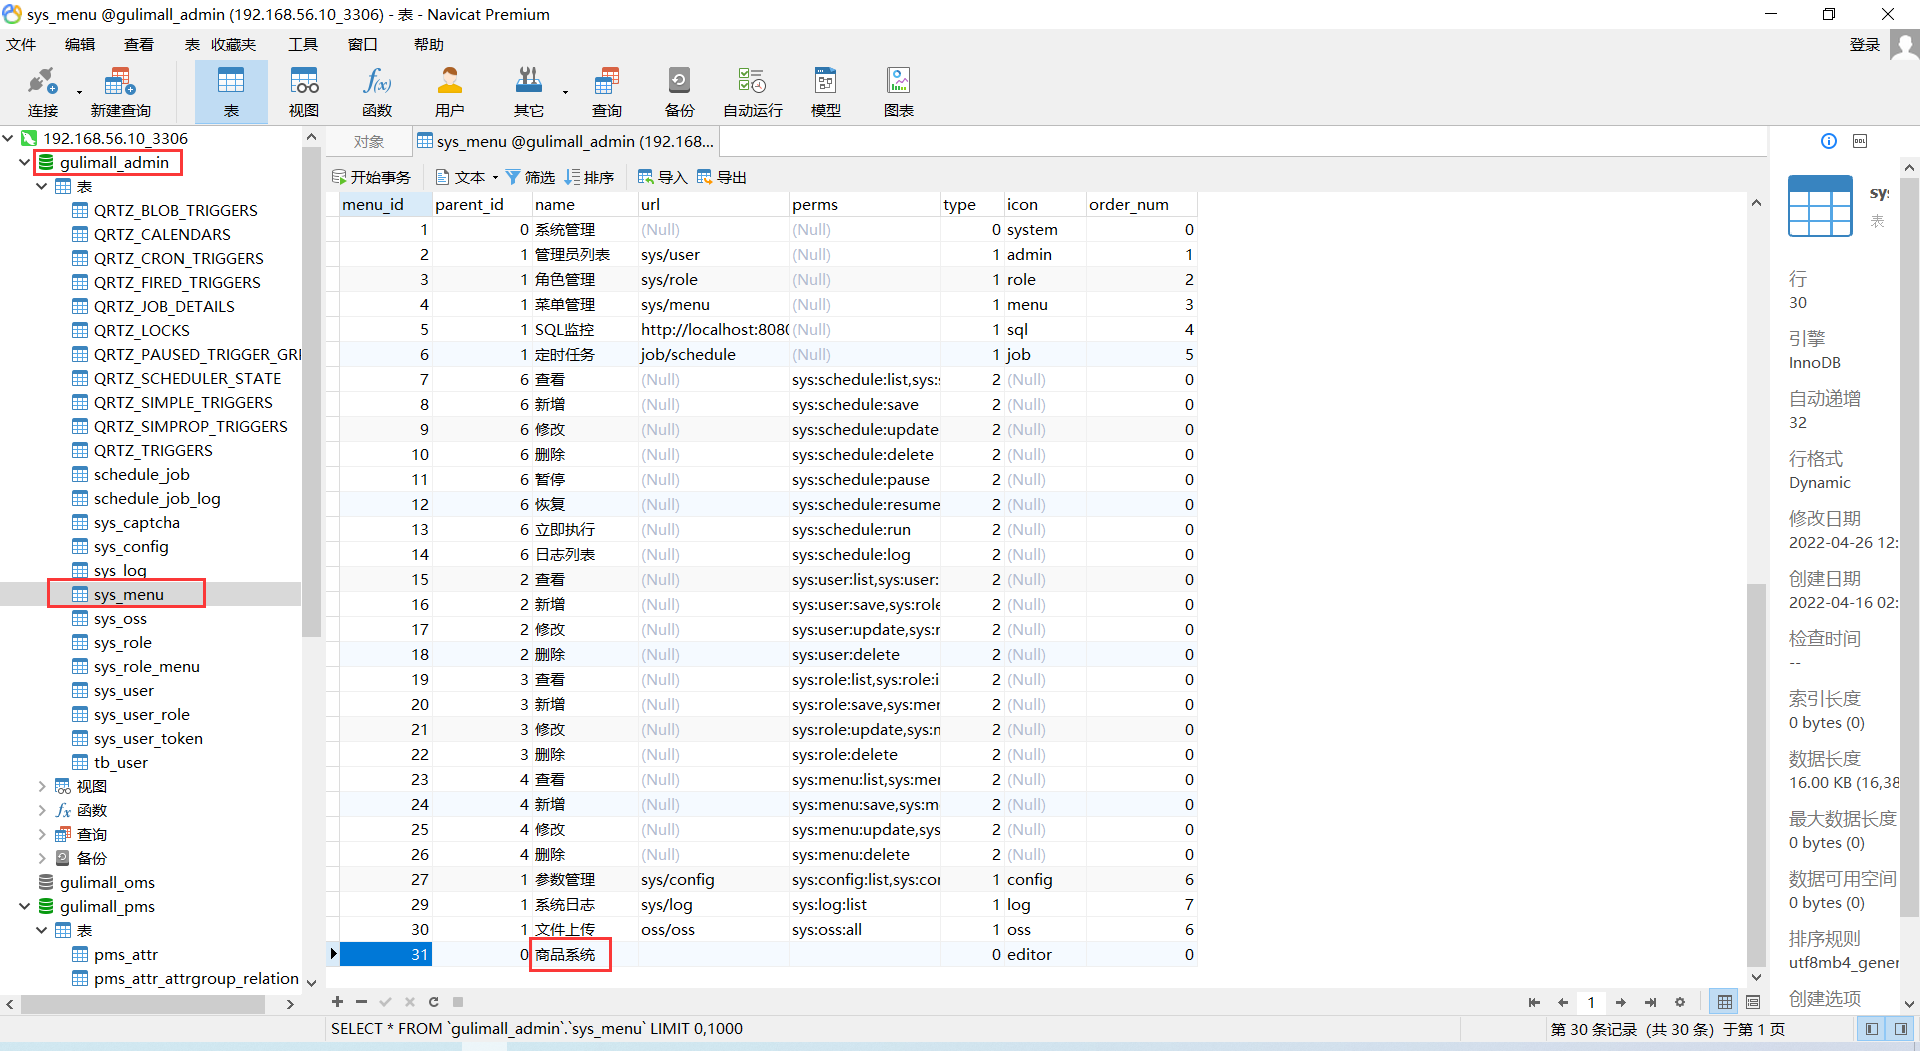 sys_menu @gulimall_admin (192.168.56.10_3306) - 表 - Navicat Premium
文件 编辑 查看 表 收藏夹 工具 窗口 帮助 登录
连接 新建查询 表 视图 函数 用户 其它 查询 备份 自动运行 模型 图表
192.168.56.10_3306
gulimall_admin
表
QRTZ_BLOB_TRIGGERS
QRTZ_CALENDARS
QRTZ_CRON_TRIGGERS
QRTZ_FIRED_TRIGGERS
QRTZ_JOB_DETAILS
QRTZ_LOCKS
QRTZ_PAUSED_TRIGGER_GRI
QRTZ_SCHEDULER_STATE
QRTZ_SIMPLE_TRIGGERS
QRTZ_SIMPROP_TRIGGERS
QRTZ_TRIGGERS
schedule_job
schedule_job_log
sys_captcha
sys_config
sys_log
sys_menu
sys_oss
sys_role
sys_role_menu
sys_user
sys_user_role
sys_user_token
tb_user
视图
函数
查询
备份
gulimall_oms
gulimall_pms
表
pms_attr
pms_attr_attrgroup_relation
对象 sys_menu @gulimall_admin (192.168...
开始事务 文本 筛选 排序 导入 导出
menu_id parent_id name url perms type icon order_num
1 0 系统管理 (Null) (Null) 0 system 0
2 1 管理员列表 sys/user (Null) 1 admin 1
3 1 角色管理 sys/role (Null) 1 role 2
4 1 菜单管理 sys/menu (Null) 1 menu 3
5 1 SQL监控 http://localhost:8080 (Null) 1 sql 4
6 1 定时任务 job/schedule (Null) 1 job 5
7 6 查看 (Null) sys:schedule:list,sys:s 2 (Null) 0
8 6 新增 (Null) sys:schedule:save 2 (Null) 0
9 6 修改 (Null) sys:schedule:update 2 (Null) 0
10 6 删除 (Null) sys:schedule:delete 2 (Null) 0
11 6 暂停 (Null) sys:schedule:pause 2 (Null) 0
12 6 恢复 (Null) sys:schedule:resume 2 (Null) 0
13 6 立即执行 (Null) sys:schedule:run 2 (Null) 0
14 6 日志列表 (Null) sys:schedule:log 2 (Null) 0
15 2 查看 (Null) sys:user:list,sys:user: 2 (Null) 0
16 2 新增 (Null) sys:user:save,sys:role 2 (Null) 0
17 2 修改 (Null) sys:user:update,sys:r 2 (Null) 0
18 2 删除 (Null) sys:user:delete 2 (Null) 0
19 3 查看 (Null) sys:role:list,sys:role:i 2 (Null) 0
20 3 新增 (Null) sys:role:save,sys:mer 2 (Null) 0
21 3 修改 (Null) sys:role:update,sys:m 2 (Null) 0
22 3 删除 (Null) sys:role:delete 2 (Null) 0
23 4 查看 (Null) sys:menu:list,sys:mer 2 (Null) 0
24 4 新增 (Null) sys:menu:save,sys:m 2 (Null) 0
25 4 修改 (Null) sys:menu:update,sys 2 (Null) 0
26 4 删除 (Null) sys:menu:delete 2 (Null) 0
27 1 参数管理 sys/config sys:config:list,sys:cor 1 config 6
29 1 系统日志 sys/log sys:log:list 1 log 7
30 1 文件上传 oss/oss sys:oss:all 1 oss 6
31 0 商品系统 0 editor 0
1
SELECT * FROM `gulimall_admin`.`sys_menu` LIMIT 0,1000
第 30 条记录 (共 30 条) 于第 1 页
DDL
sys
表
行
30
引擎
InnoDB
自动递增
32
行格式
Dynamic
修改日期
2022-04-26 12:
创建日期
2022-04-16 02:
检查时间
--
索引长度
0 bytes (0)
数据长度
16.00 KB (16,38
最大数据长度
0 bytes (0)
数据可用空间
0 bytes (0)
排序规则
utf8mb4_gener
创建选项